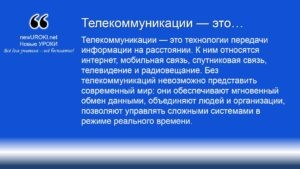 Телекоммуникации — это…
newUROKI.net
Новые УРОКИ
Всё для учителя – всё бесплатно!
Телекоммуникации — это технологии передачи
информации на расстоянии. К ним относятся
интернет, мобильная связь, спутниковая связь,
телевидение и радиовещание. Без
телекоммуникаций невозможно представить
современный мир: они обеспечивают мгновенный
обмен данными, объединяют людей и организации,
позволяют управлять сложными системами в
режиме реального времени.